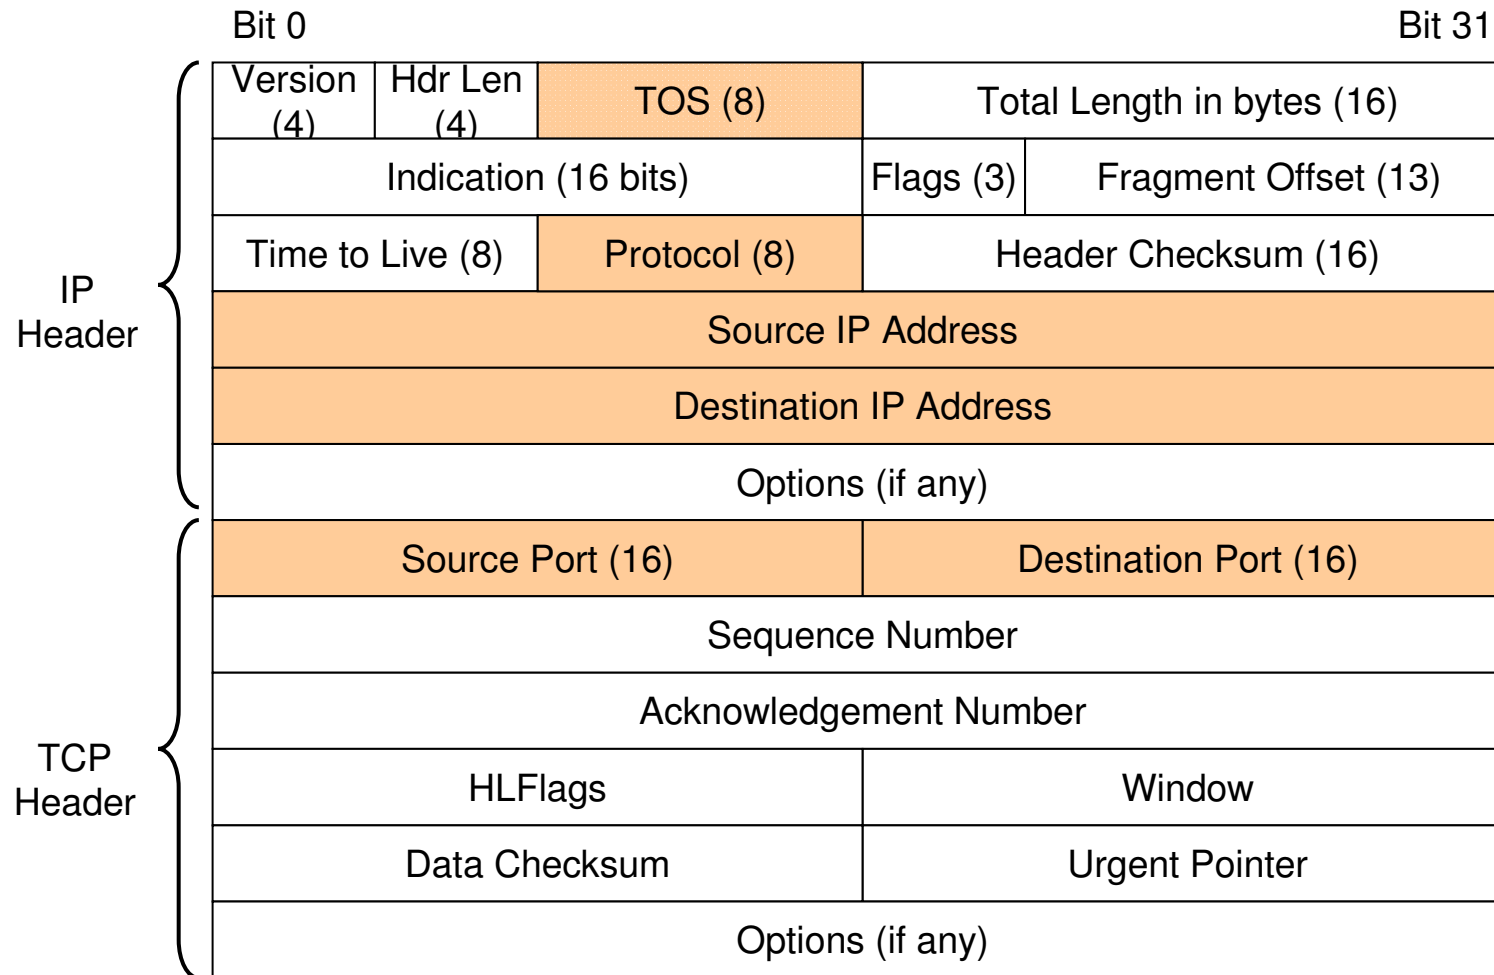 Bit 0
Bit 31
Version
(4)
Hdr Len
(4)
TOS (8)
Total Length in bytes (16)
Indication (16 bits)
Flags (3)
Fragment Offset (13)
Time to Live (8)
Protocol (8)
Header Checksum (16)
IP
Header
Source IP Address
Destination IP Address
Options (if any)
Source Port (16)
Destination Port (16)
Sequence Number
Acknowledgement Number
TCP
Header
HLFlags
Window
Data Checksum
Urgent Pointer
Options (if any)